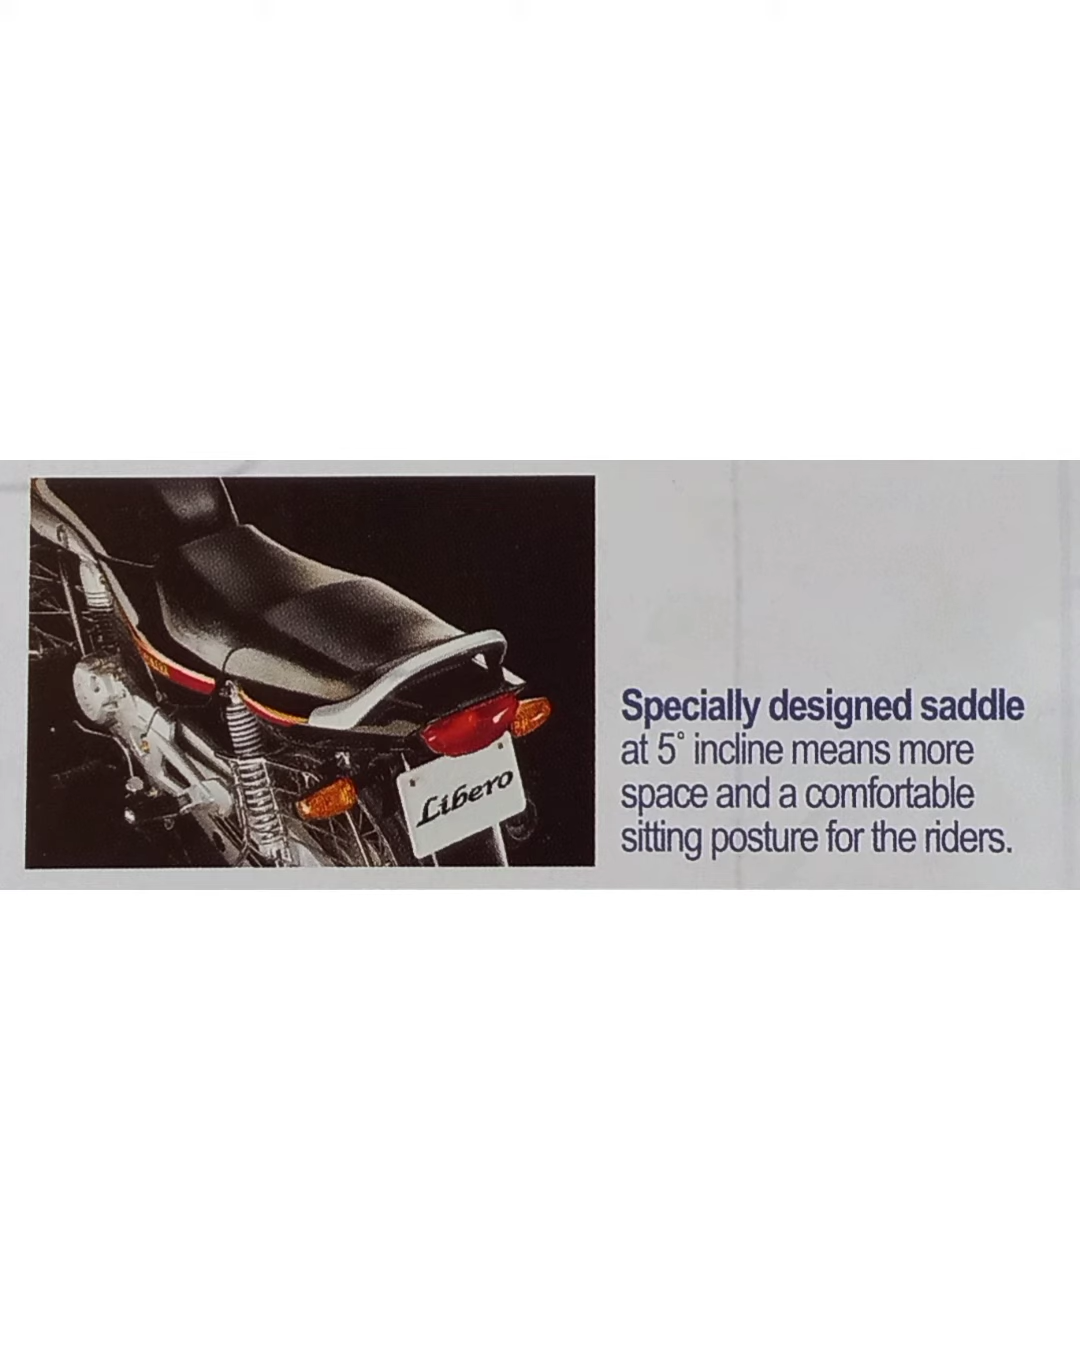 Libero
Specially designed saddle
at 5° incline means more
space and a comfortable
sitting posture for the riders.